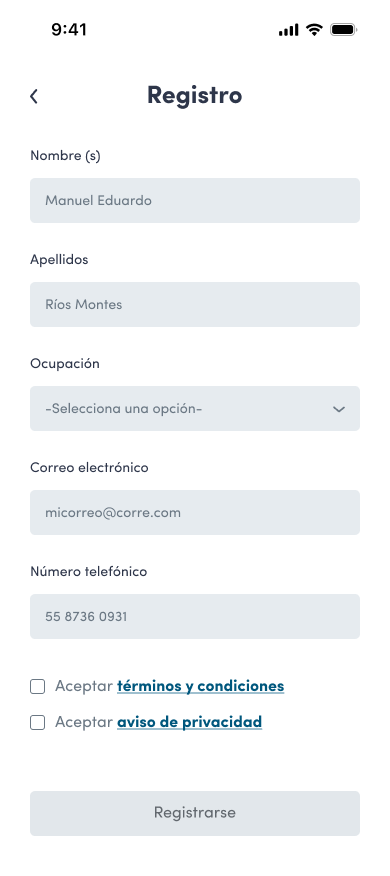 9:41
Registro
Nombre (s)
Manuel Eduardo
Apellidos
Ríos Montes
Ocupación
-Selecciona una opción-
Correo electrónico
micorreo@corre.com
Número telefónico
55 8736 0931
Aceptar términos y condiciones
Aceptar aviso de privacidad
Registrarse